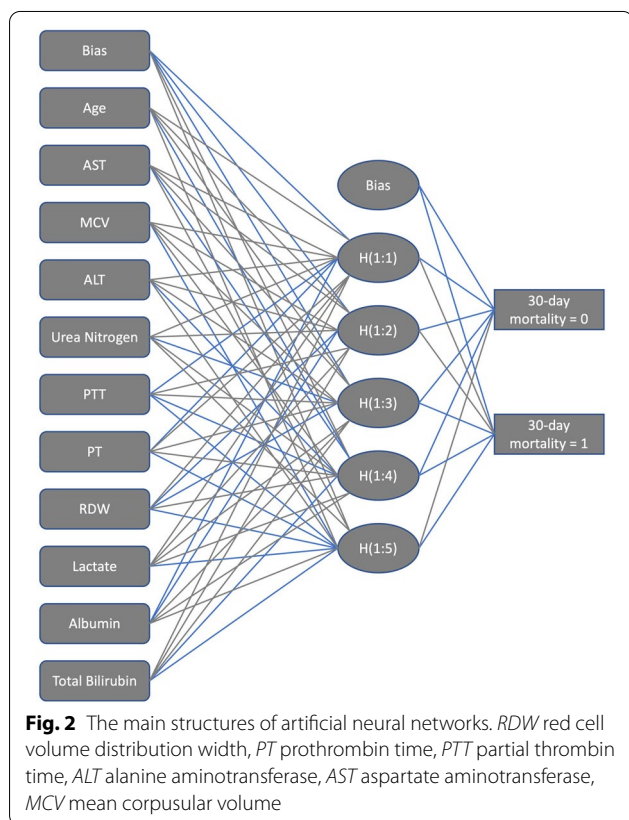 Bias
Age
AST
MCV
ALT
Urea Nitrogen
PTT
PT
RDW
Lactate
Albumin
Total Bilirubin
Bias
H(1:1)
H(1:2)
H(1:3)
H(1:4)
H(1:5)
30-day
mortality = 0
30-day
mortality = 1
Fig. 2 The main structures of artificial neural networks. RDW red cell
volume distribution width, PT prothrombin time, PTT partial thrombin
time, ALT alanine aminotransferase, AST aspartate aminotransferase,
MCV mean corpusular volume